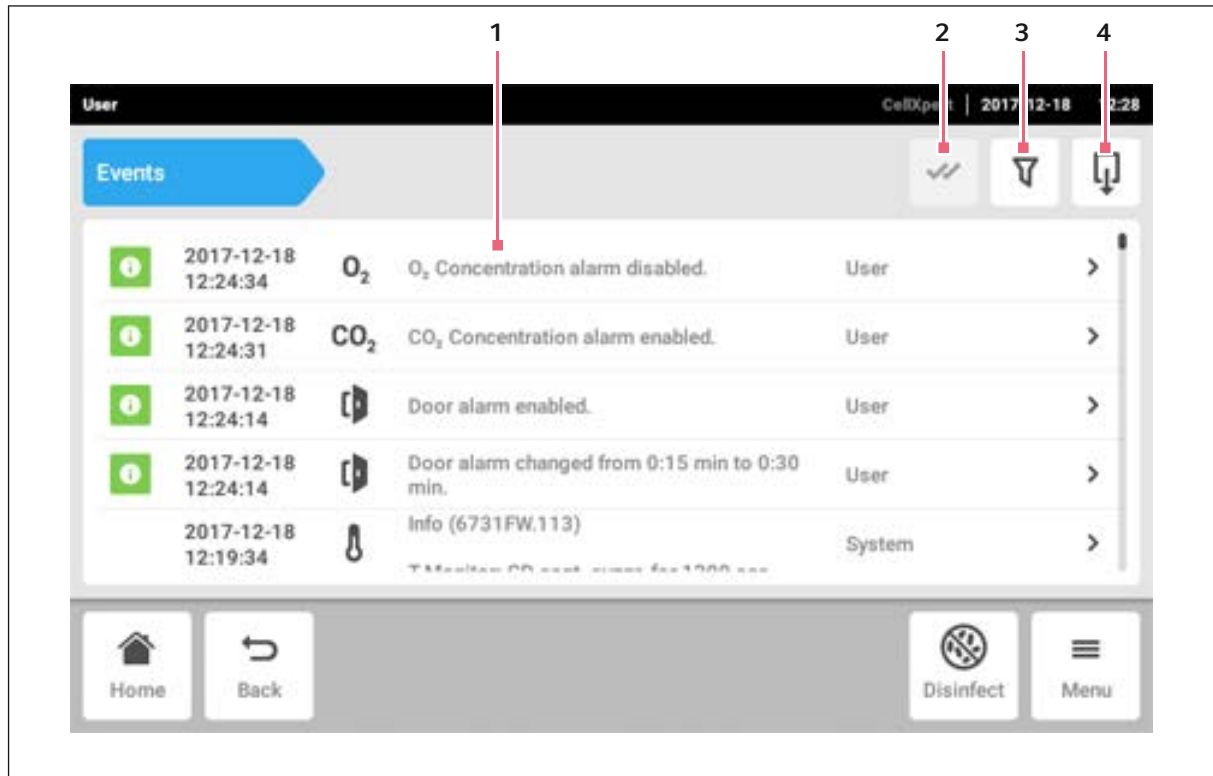 1 2 3 4
User CellXpert | 2017-12-18 12:28
Events
2017-12-18
12:24:34
O₂
O₂ Concentration alarm disabled.
User
2017-12-18
12:24:31
CO₂
CO₂ Concentration alarm enabled.
User
2017-12-18
12:24:14
Door alarm enabled.
User
2017-12-18
12:24:14
Door alarm changed from 0:15 min to 0:30
min.
User
2017-12-18
12:19:34
Info (6731FW.113)
System
Home Back Disinfect Menu